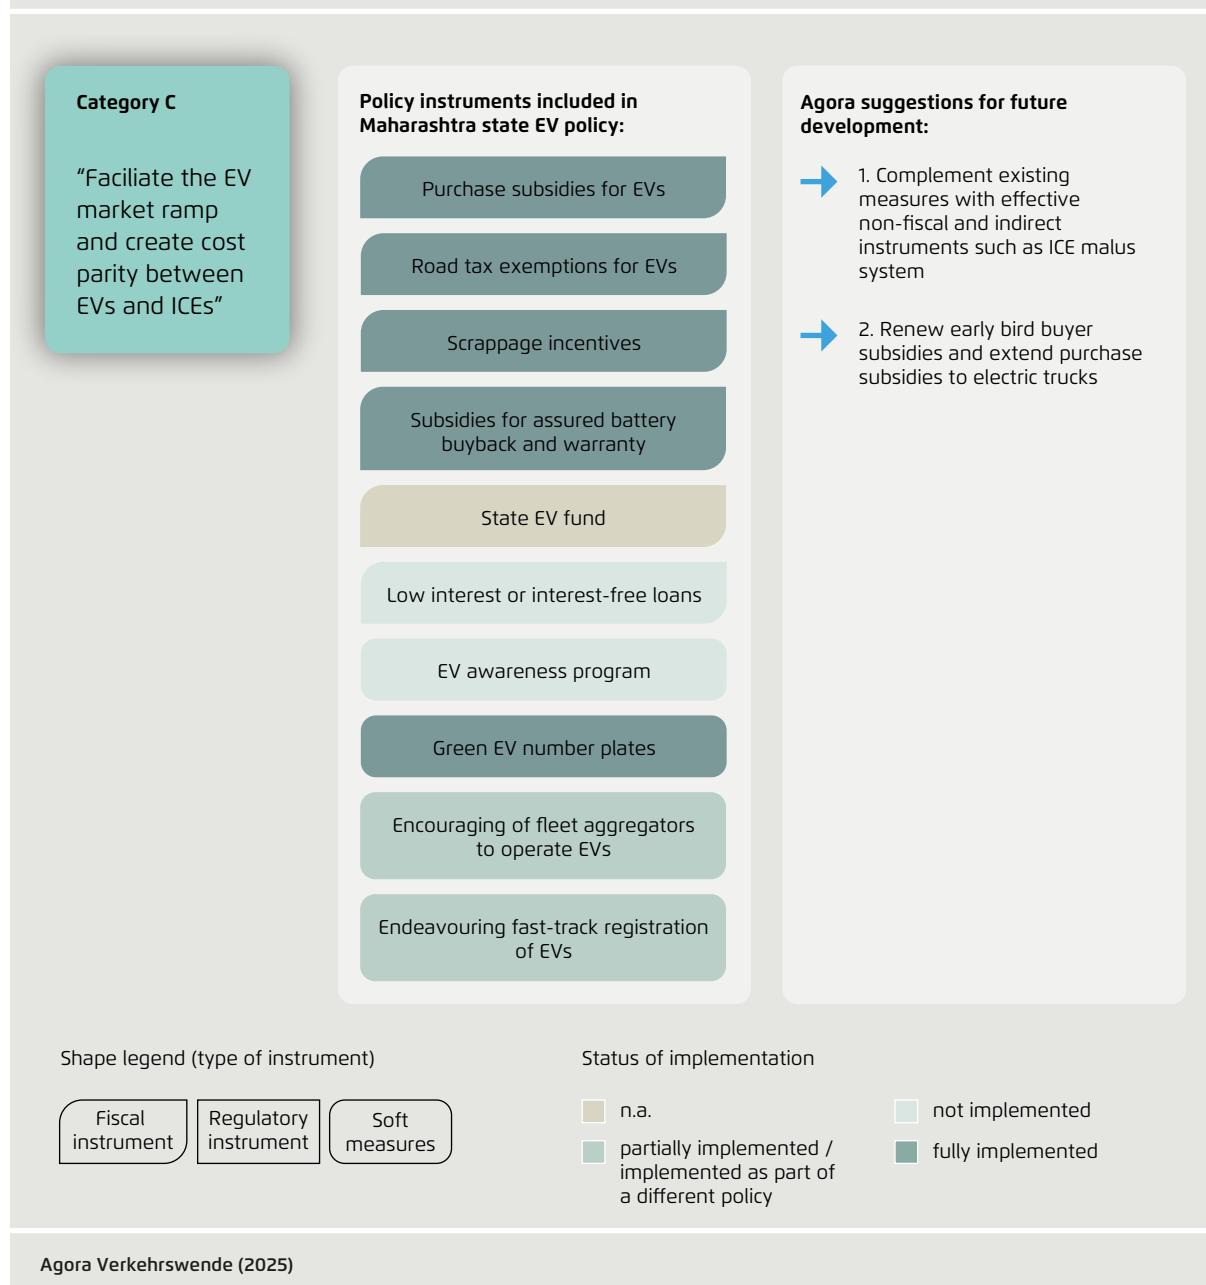 Category C
“Faciliate the EV
market ramp
and create cost
parity between
EVs and ICEs”
Policy instruments included in
Maharashtra state EV policy:
Purchase subsidies for EVs
Road tax exemptions for EVs
Scrappage incentives
Subsidies for assured battery
buyback and warranty
State EV fund
Low interest or interest-free loans
EV awareness program
Green EV number plates
Encouraging of fleet aggregators
to operate EVs
Endeavouring fast-track registration
of EVs
Agora suggestions for future
development:
1. Complement existing
measures with effective
non-fiscal and indirect
instruments such as ICE malus
system
2. Renew early bird buyer
subsidies and extend purchase
subsidies to electric trucks
Shape legend (type of instrument)
Fiscal
instrument
Regulatory
instrument
Soft
measures
Status of implementation
n.a.
partially implemented /
implemented as part of
a different policy
not implemented
fully implemented
Agora Verkehrswende (2025)